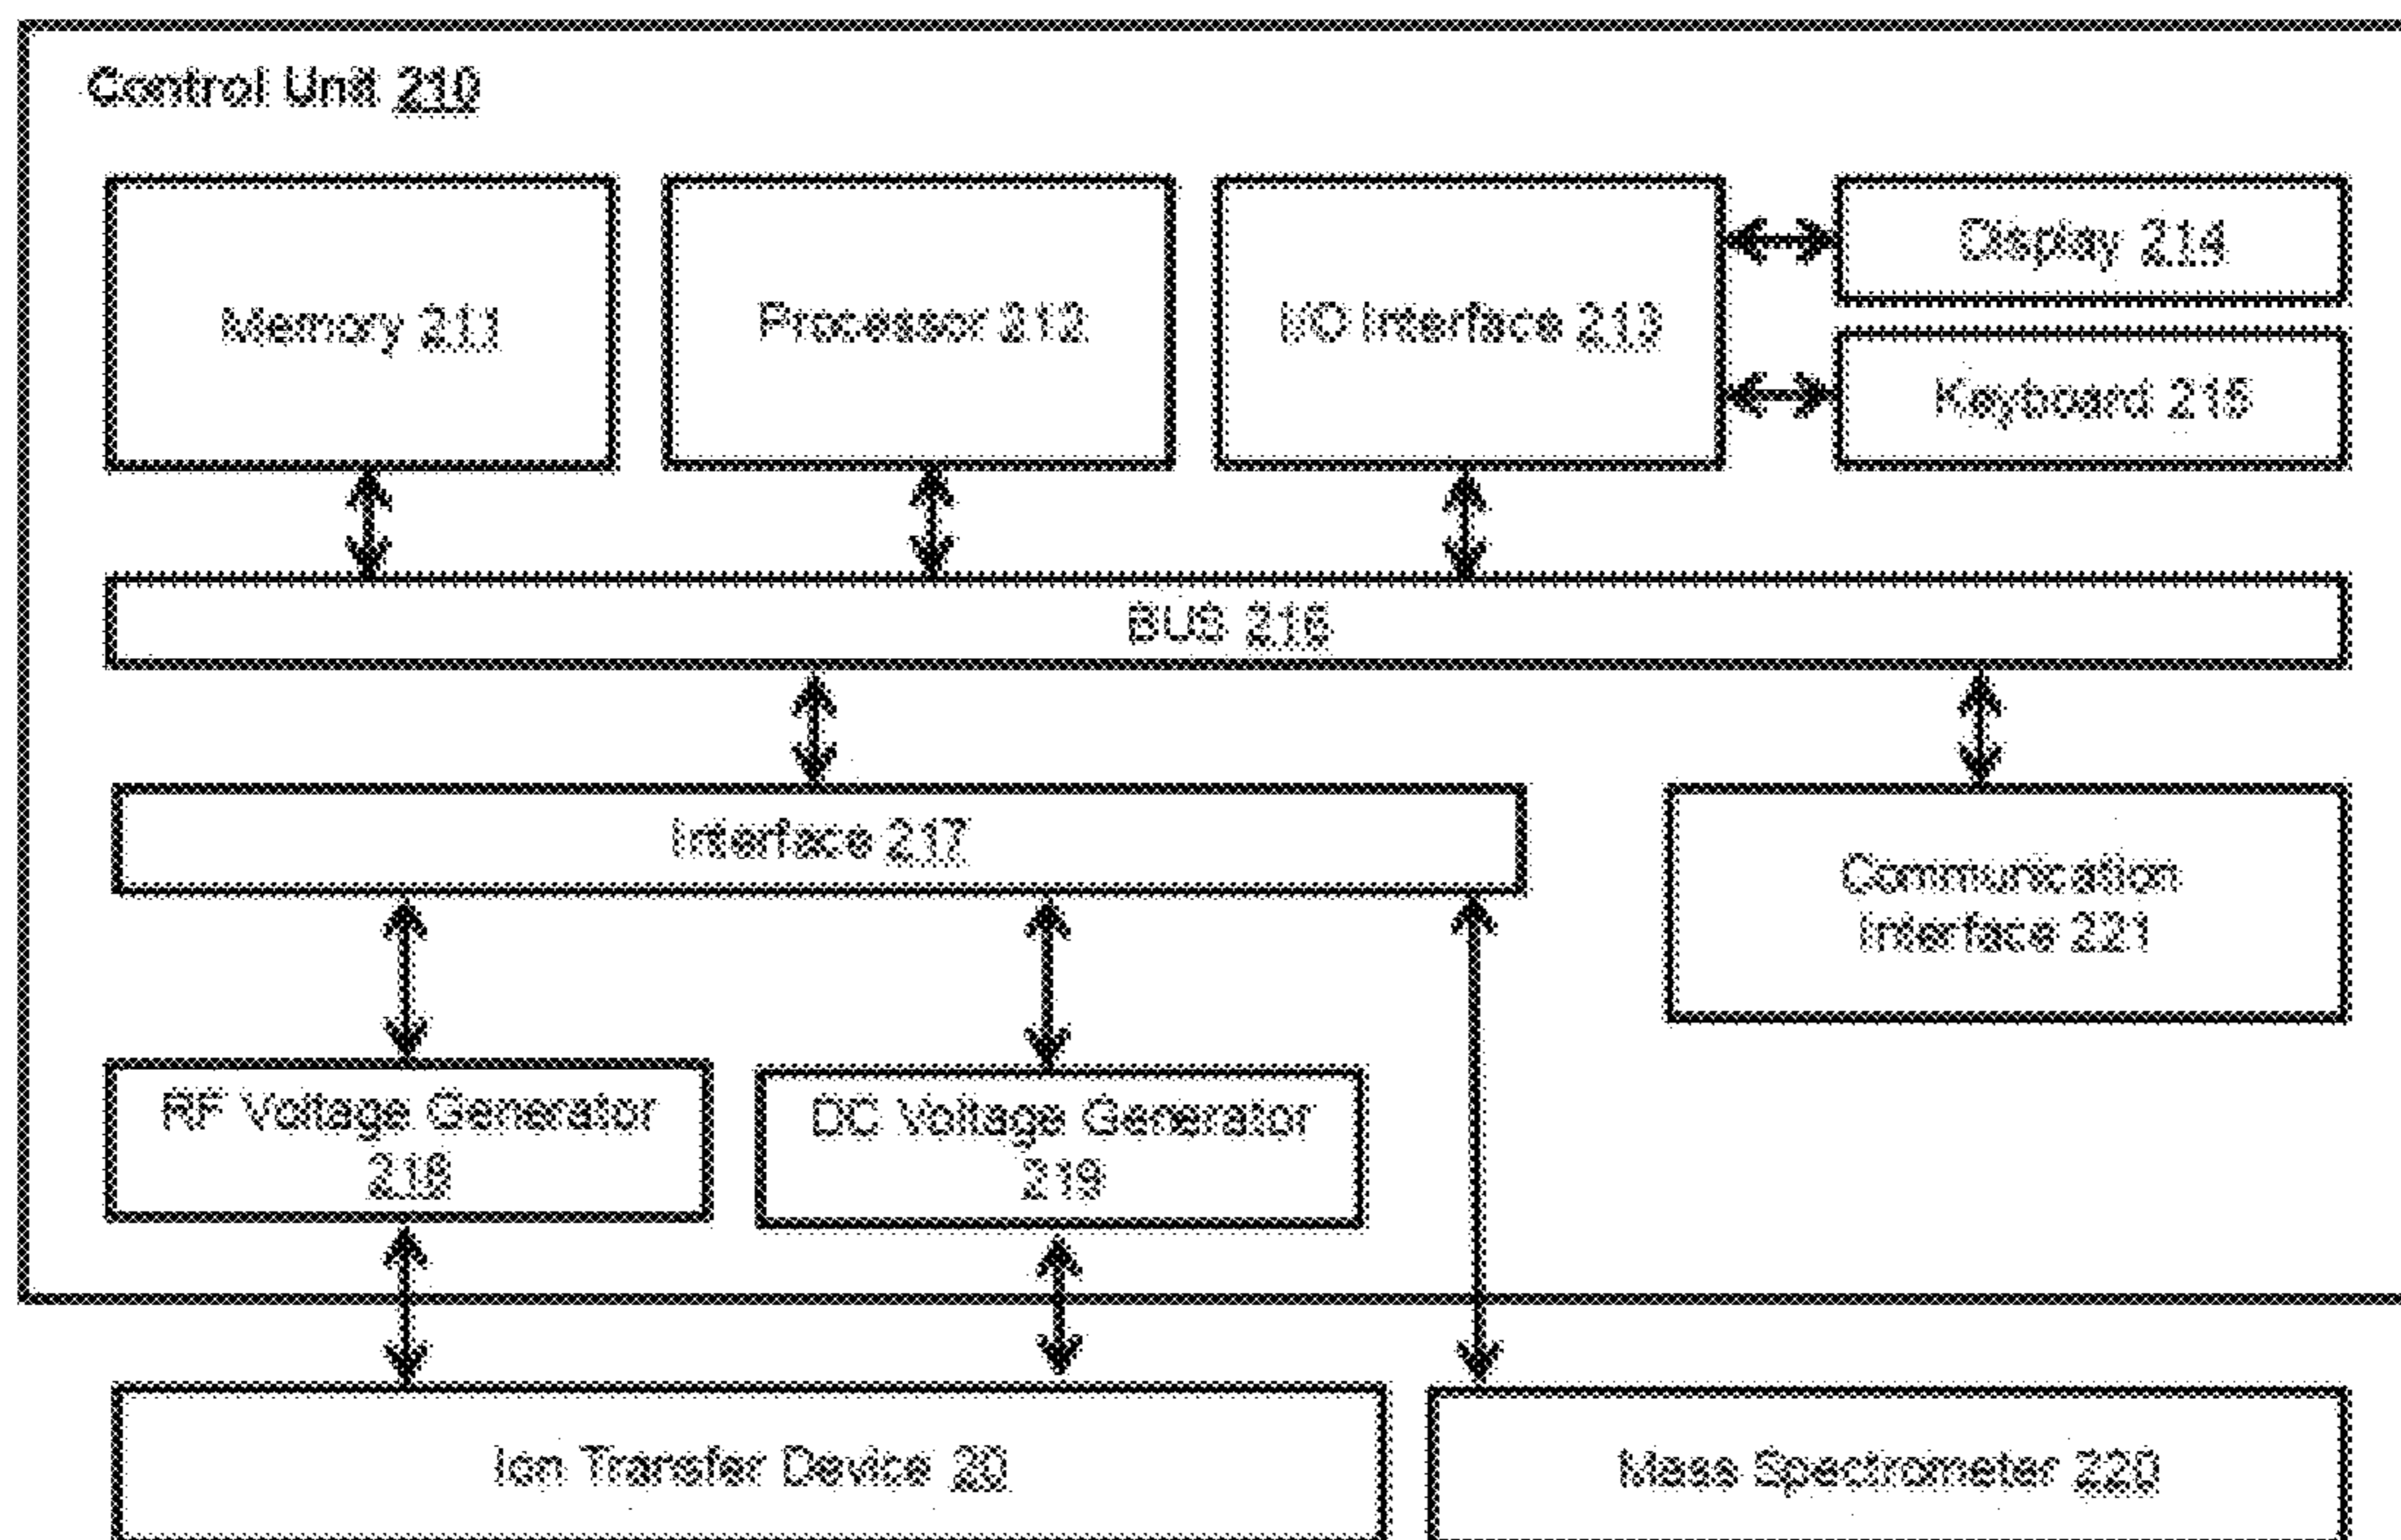 Control Unit 210
Memory 211
Processor 212
I/O Interface 213
Display 214
Keyboard 215
BUS 216
Interface 217
Communication
Interface 221
RF Voltage Generator
218
DC Voltage Generator
219
Ion Transfer Device 20
Mass Spectrometer 220